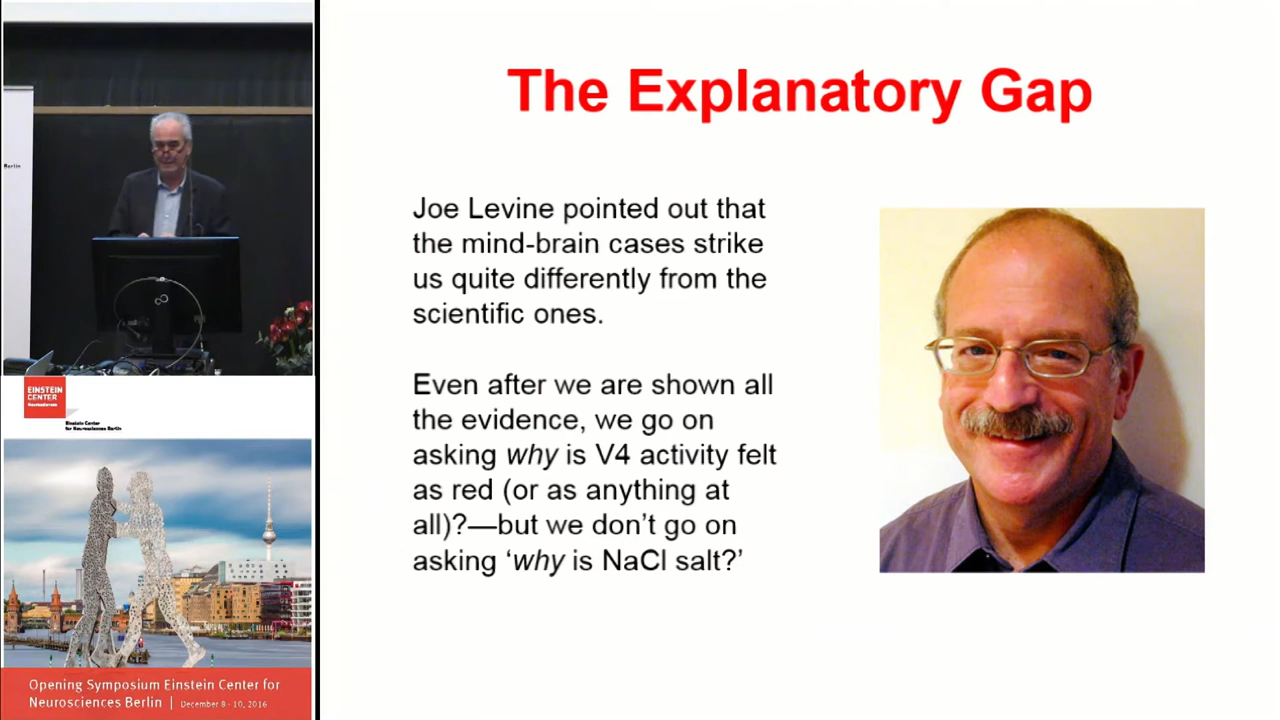 The Explanatory Gap
Joe Levine pointed out that
the mind-brain cases strike
us quite differently from the
scientific ones.
Even after we are shown all
the evidence, we go on
asking why is V4 activity felt
as red (or as anything at
all)?—but we don’t go on
asking ‘why is NaCl salt?’
Berlin
EINSTEIN
CENTER
Neurosciences
Einstein Center
for Neurosciences Berlin
Opening Symposium Einstein Center for
Neurosciences Berlin | December 8 - 10, 2016